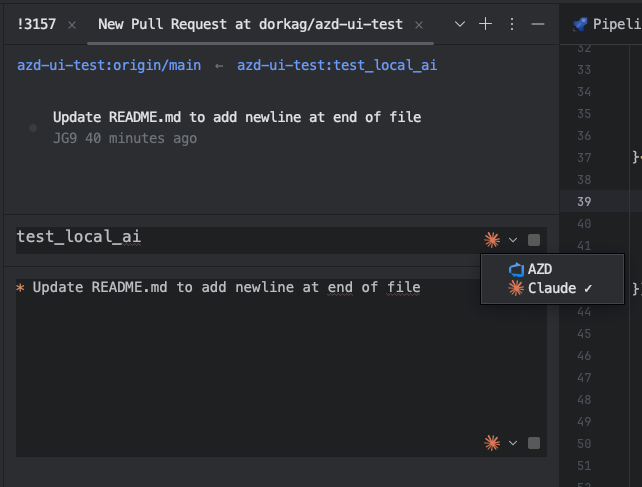 !3157 × New Pull Request at dorkag/azd-ui-test ×
Pipeli
azd-ui-test:origin/main ← azd-ui-test:test_local_ai
Update README.md to add newline at end of file
JG9 40 minutes ago
test_local_ai
AZD
Claude ✓
* Update README.md to add newline at end of file
32
33
34
35
36
37 }
38
39
40
41
}
44
45
46
47
48
49
50
51